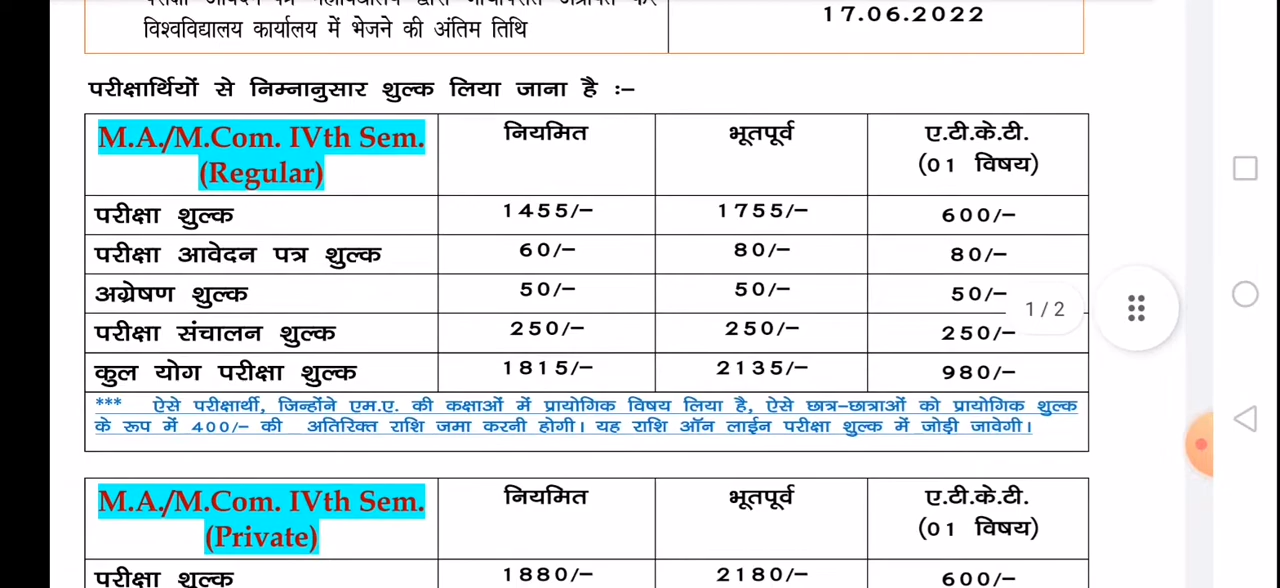 विश्वविद्यालय कार्यालय में भेजने की अंतिम तिथि
17.06.2022
परीक्षार्थियों से निम्नानुसार शुल्क लिया जाना है :–
M.A./M.Com. IVth Sem. (Regular) नियमित भूतपूर्व ए.टी.के.टी. (01 विषय)
परीक्षा शुल्क 1455/– 1755/– 600/–
परीक्षा आवेदन पत्र शुल्क 60/– 80/– 80/–
अग्रेषण शुल्क 50/– 50/– 50/–
परीक्षा संचालन शुल्क 250/– 250/– 250/–
कुल योग परीक्षा शुल्क 1815/– 2135/– 980/–
1 / 2
*** ऐसे परीक्षार्थी, जिन्होंने एम.ए. की कक्षाओं में प्रायोगिक विषय लिया है, ऐसे छात्र-छात्राओं को प्रायोगिक शुल्क
के रूप में 400/– की अतिरिक्त राशि जमा करनी होगी। यह राशि ऑन लाईन परीक्षा शुल्क में जोड़ी जावेगी।
M.A./M.Com. IVth Sem. (Private) नियमित भूतपूर्व ए.टी.के.टी. (01 विषय)
परीक्षा शुल्क 1880/– 2180/– 600/–